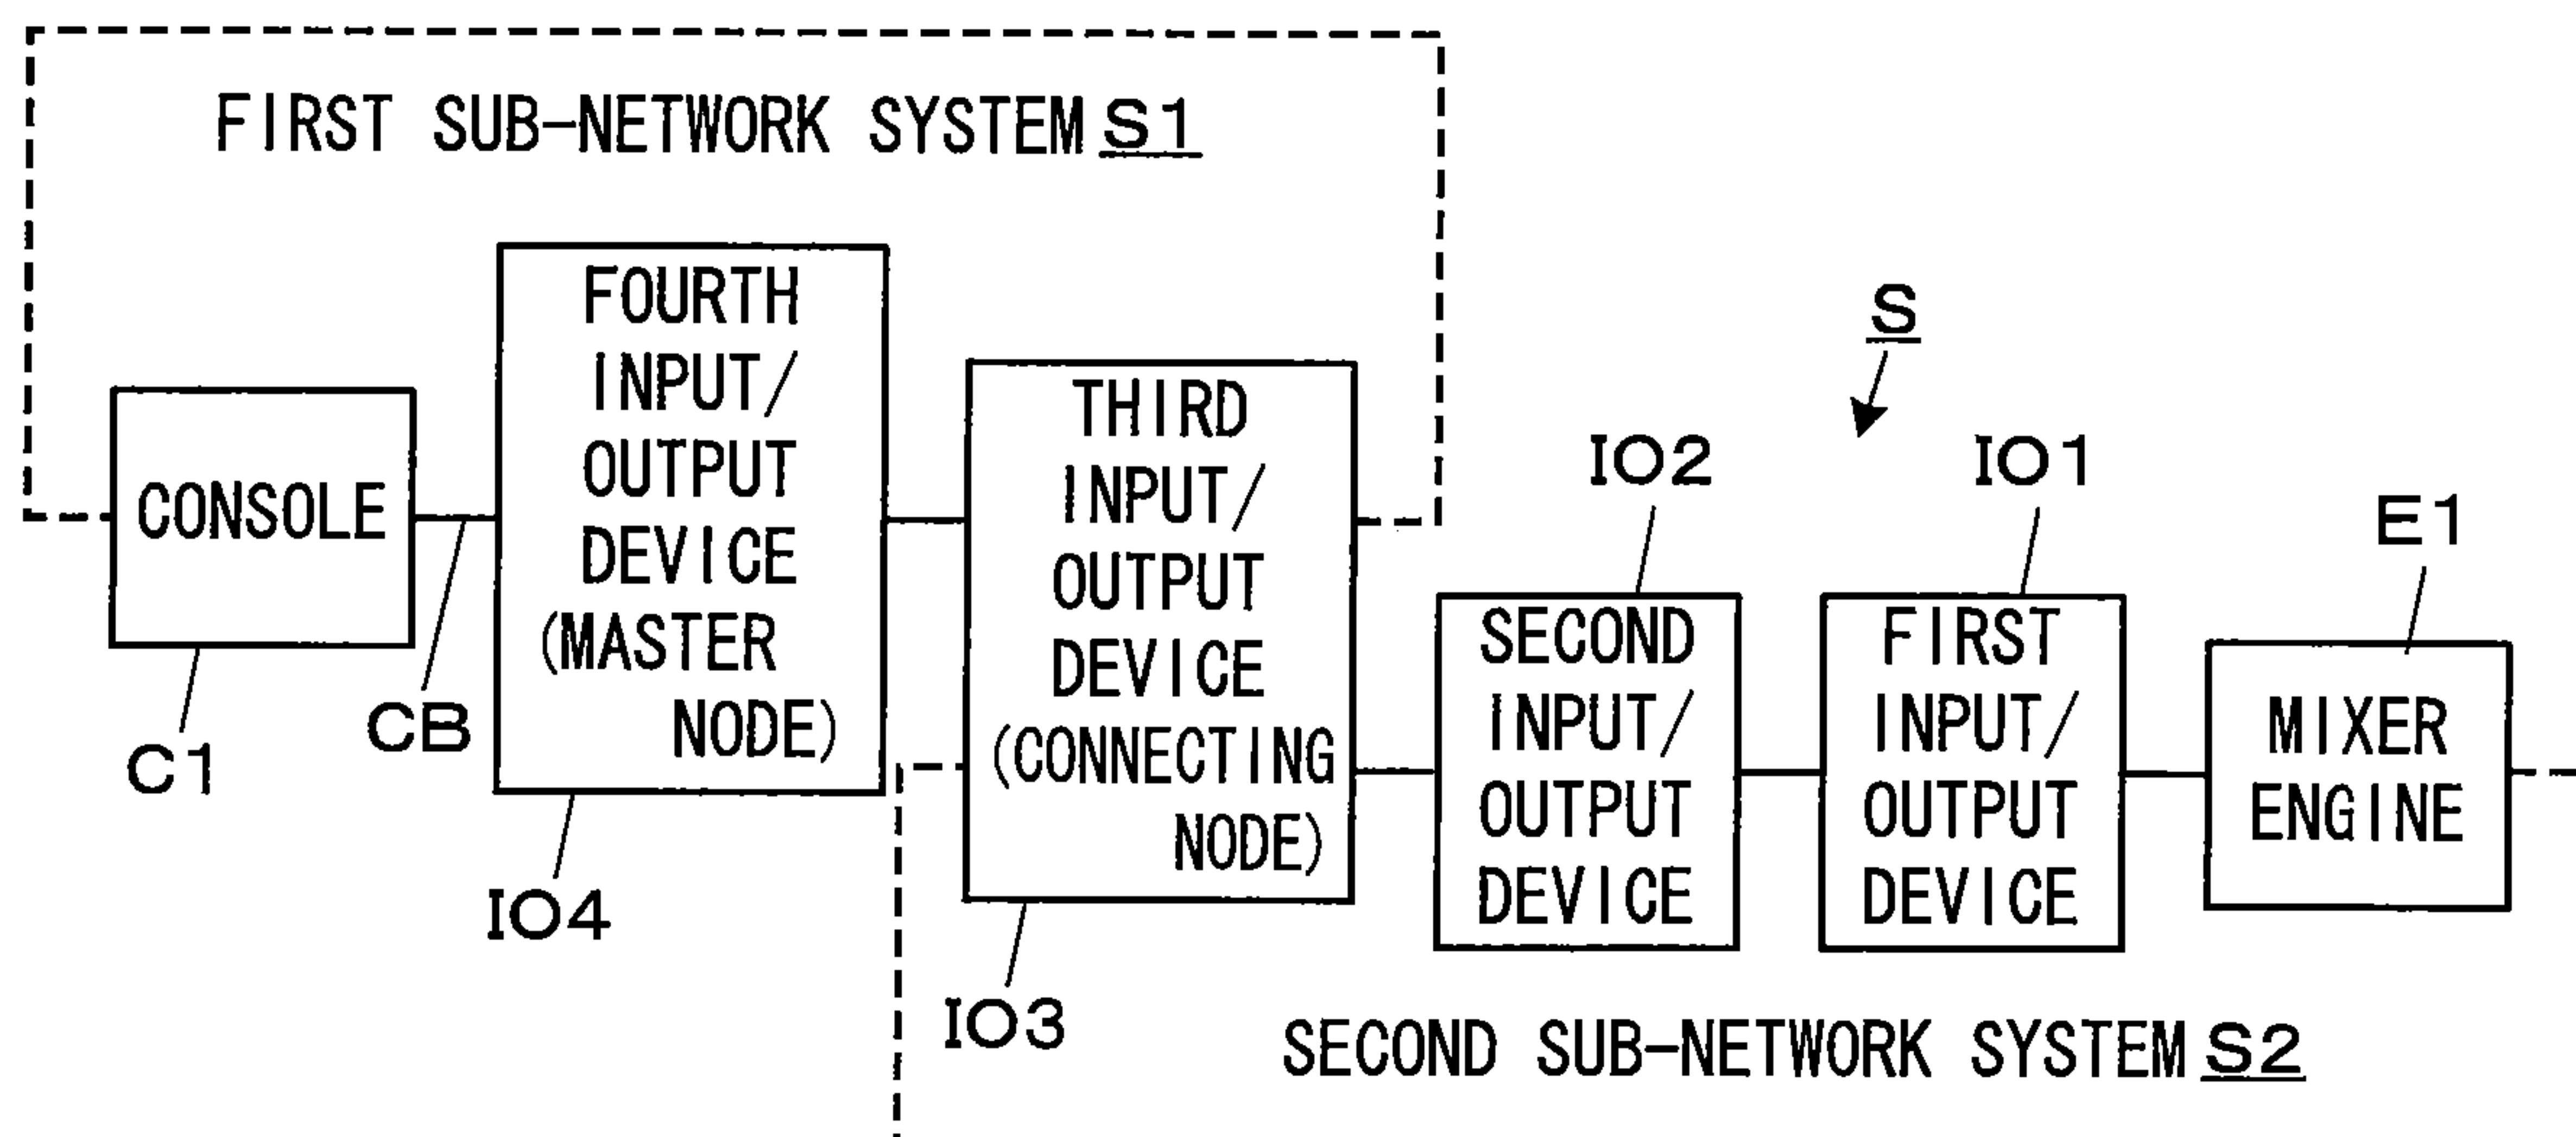 FIRST SUB-NETWORK SYSTEM S1
CONSOLE
C1
CB
FOURTH
INPUT/
OUTPUT
DEVICE
(MASTER
NODE)
IO4
THIRD
INPUT/
OUTPUT
DEVICE
(CONNECTING
NODE)
IO3
S
IO2
SECOND
INPUT/
OUTPUT
DEVICE
IO1
FIRST
INPUT/
OUTPUT
DEVICE
E1
MIXER
ENGINE
SECOND SUB-NETWORK SYSTEM S2